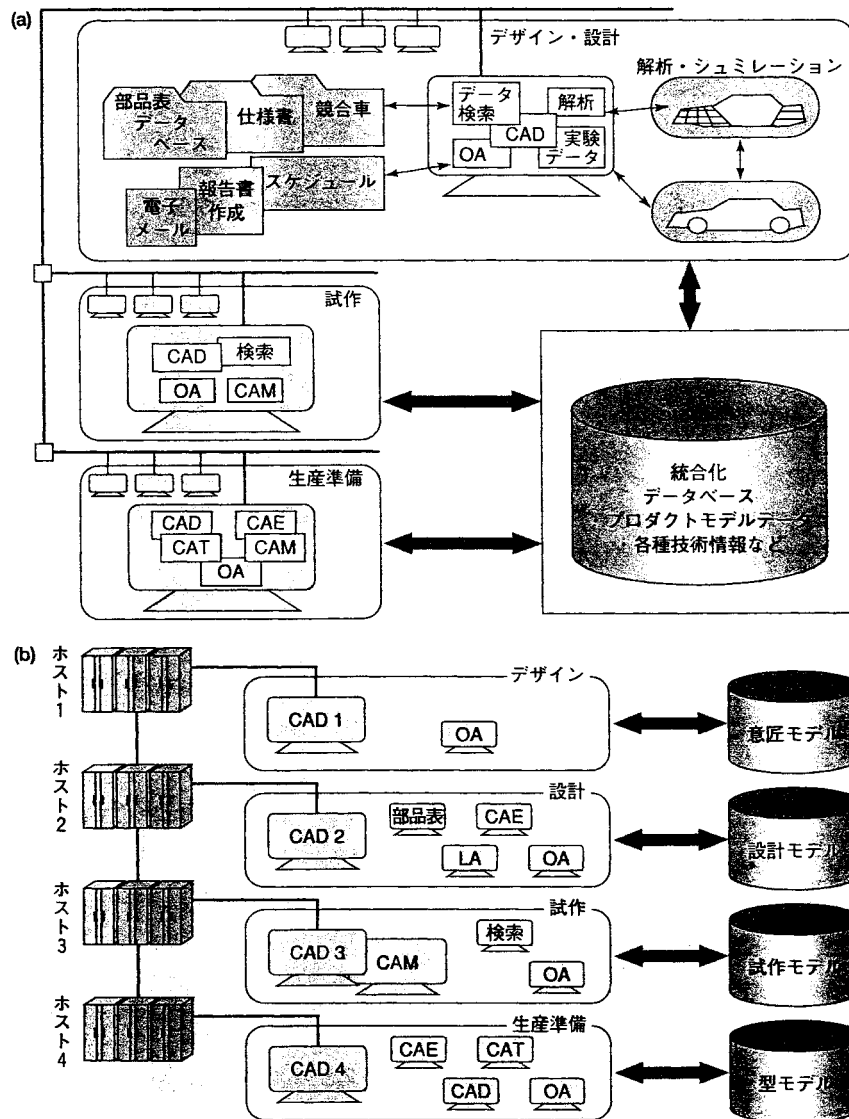 (a)
デザイン・設計
解析・シュミレーション
部品表
データ
ベース
仕様書
競合車
データ
検索
解析
CAD
OA
実験
データ
電子
メール
報告書
作成
スケジュール
試作
CAD
検索
OA
CAM
生産準備
CAD
CAE
CAT
CAM
OA
統合化
データベース
プロダクトモデルデータ
各種技術情報など
(b)
ホスト1
デザイン
CAD 1
OA
意匠モデル
ホスト2
設計
CAD 2
部品表
CAE
LA
OA
設計モデル
ホスト3
試作
CAD 3
CAM
検索
OA
試作モデル
ホスト4
生産準備
CAD 4
CAE
CAT
CAD
OA
型モデル